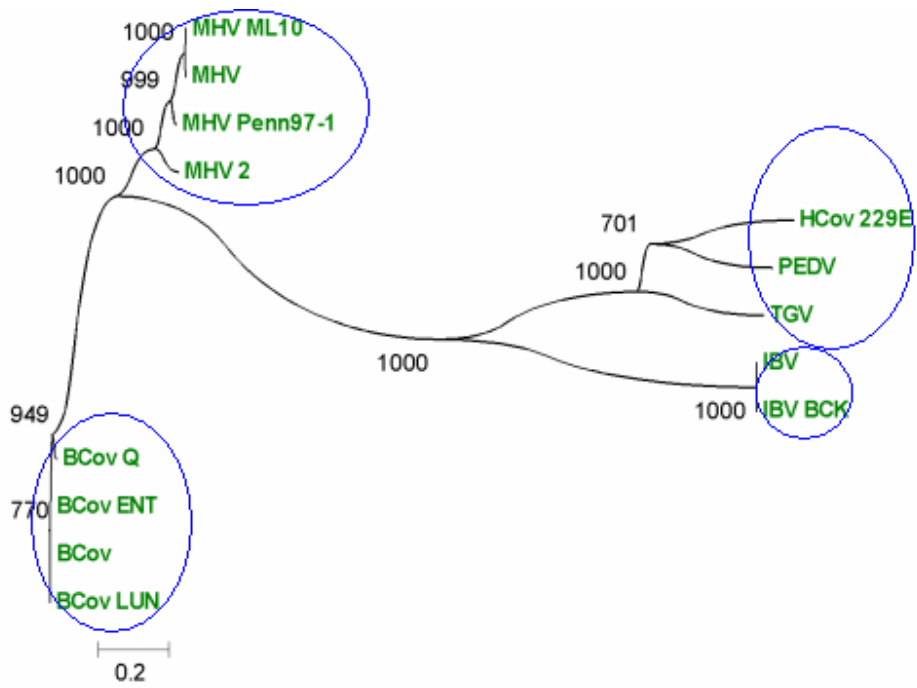 1000
MHV ML10
MHV
999
MHV Penn97-1
1000
MHV 2
1000
701
HCov 229E
PEDV
1000
TGV
1000
IBV
1000
IBV BCK
949
BCov Q
770
BCov ENT
BCov
BCov LUN
0.2